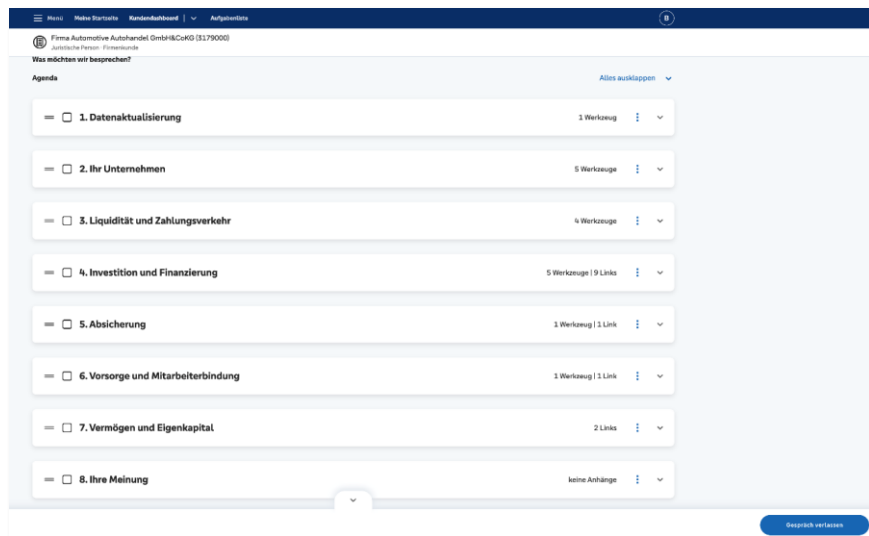 Menü Meine Startseite Kundendashboard Aufgabenliste B
Firma Automotive Autohandel GmbH&CoKG (3179000)
Juristische Person · Firmenkunde
Was möchten wir besprechen?
Agenda Alles ausklappen
1. Datenaktualisierung 1 Werkzeug
2. Ihr Unternehmen 5 Werkzeuge
3. Liquidität und Zahlungsverkehr 4 Werkzeuge
4. Investition und Finanzierung 5 Werkzeuge | 9 Links
5. Absicherung 1 Werkzeug | 1 Link
6. Vorsorge und Mitarbeiterbindung 1 Werkzeug | 1 Link
7. Vermögen und Eigenkapital 2 Links
8. Ihre Meinung keine Anhänge
Gespräch verlassen